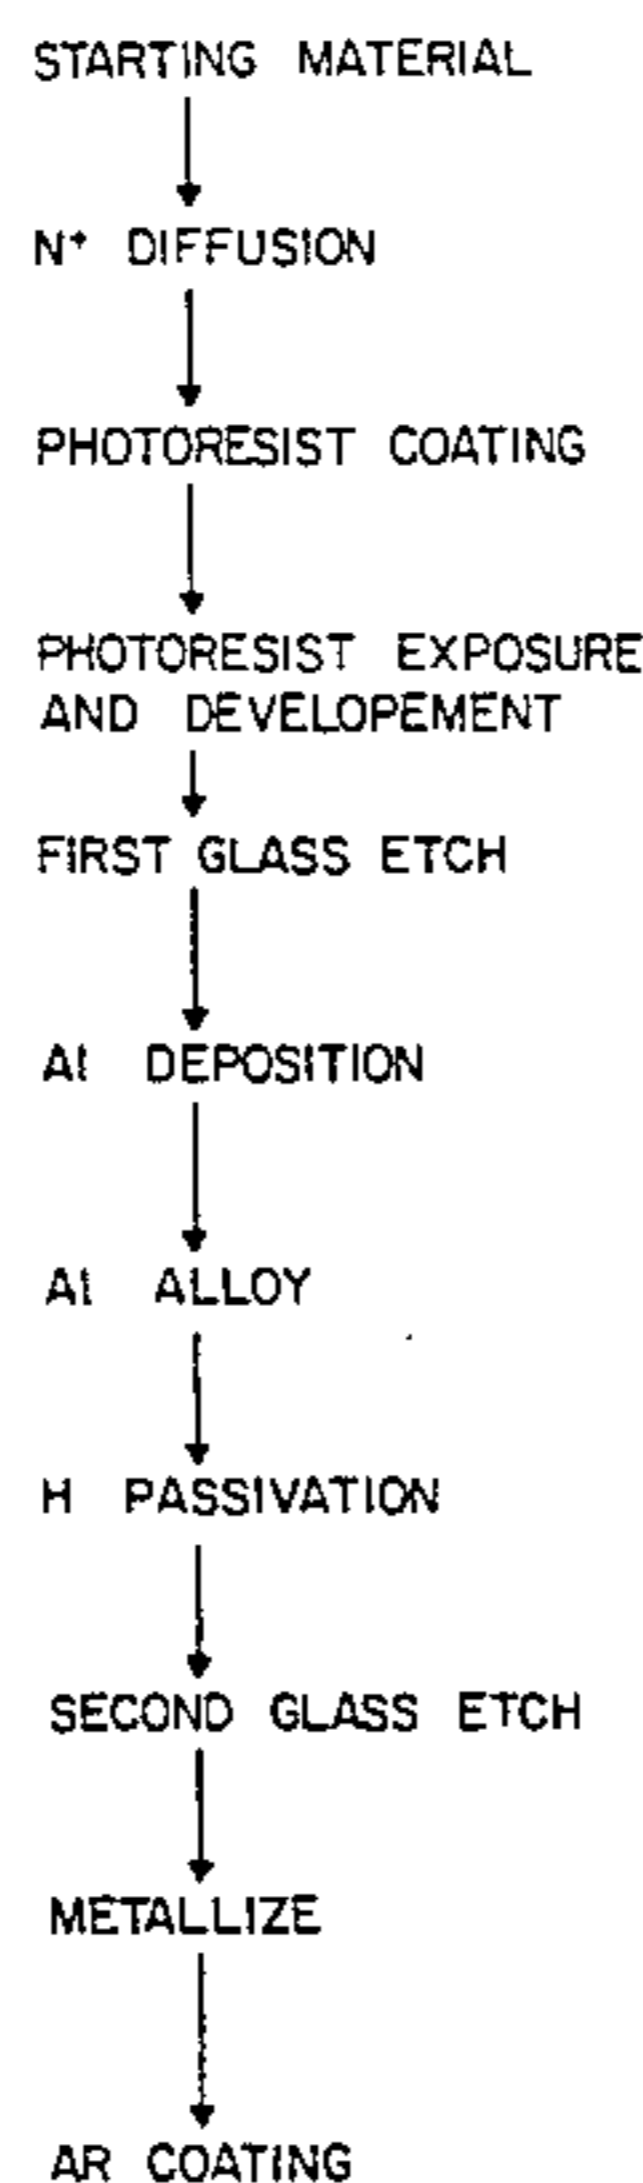 STARTING MATERIAL
N+ DIFFUSION
PHOTORESIST COATING
PHOTORESIST EXPOSURE
AND DEVELOPEMENT
FIRST GLASS ETCH
Al DEPOSITION
Al ALLOY
H PASSIVATION
SECOND GLASS ETCH
METALLIZE
AR COATING